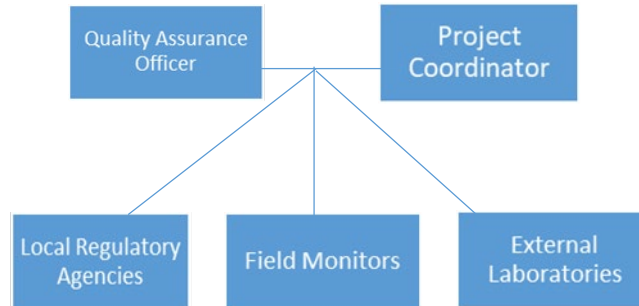 Quality Assurance
Officer
Project
Coordinator
Local Regulatory
Agencies
Field Monitors
External
Laboratories